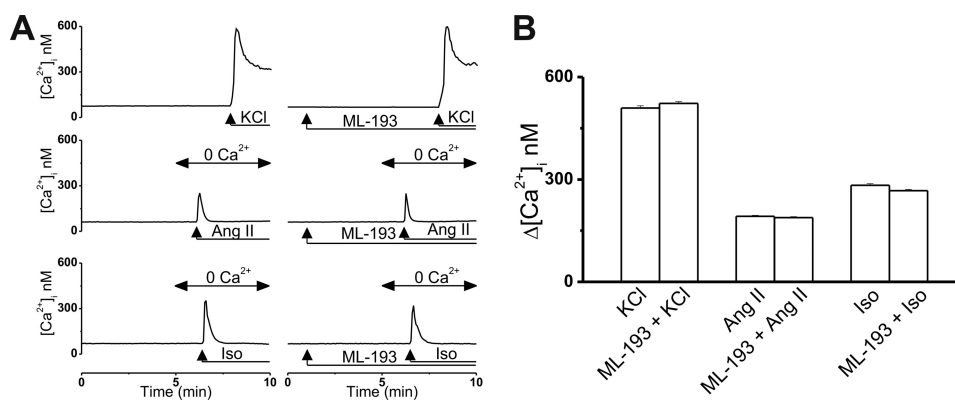 A
B
600
300
0
[Ca²⁺]ᵢ nM
KCl
ML-193
KCl
0 Ca²⁺
0 Ca²⁺
600
300
0
[Ca²⁺]ᵢ nM
Ang II
ML-193
Ang II
0 Ca²⁺
0 Ca²⁺
600
300
0
[Ca²⁺]ᵢ nM
Iso
ML-193
Iso
0
5
10
0
5
10
Time (min)
Time (min)
600
300
0
Δ[Ca²⁺]ᵢ nM
KCl
ML-193 + KCl
Ang II
ML-193 + Ang II
Iso
ML-193 + Iso